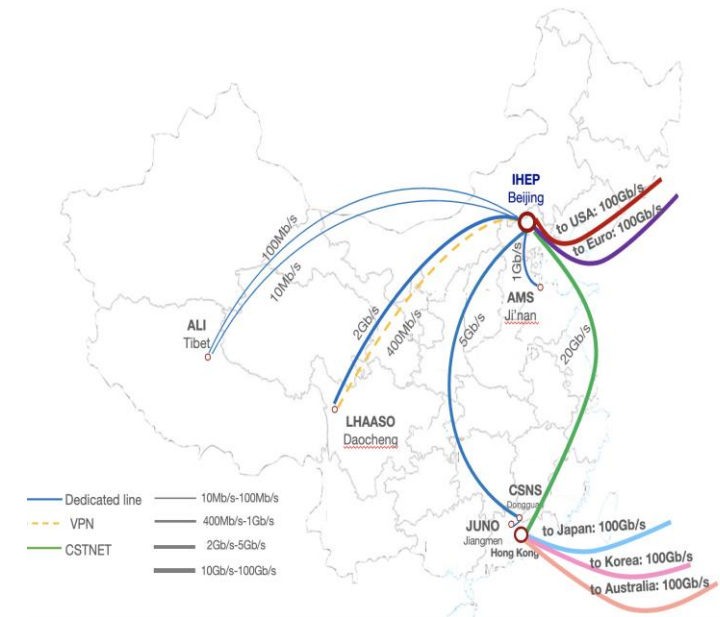 IHEP
Beijing
to USA: 100Gb/s
to Euro: 100Gb/s
100Mb/s
10Mb/s
1Gb/s
AMS
Ji'nan
ALI
Tibet
2Gb/s
400Mb/s
5Gb/s
20Gb/s
LHAASO
Daocheng
CSNS
Donggua
JUNO
Jiangmen
Hong Kong
to Japan: 100Gb/s
to Korea: 100Gb/s
to Australia: 100Gb/s
Dedicated line
VPN
CSTNET
10Mb/s-100Mb/s
400Mb/s-1Gb/s
2Gb/s-5Gb/s
10Gb/s-100Gb/s